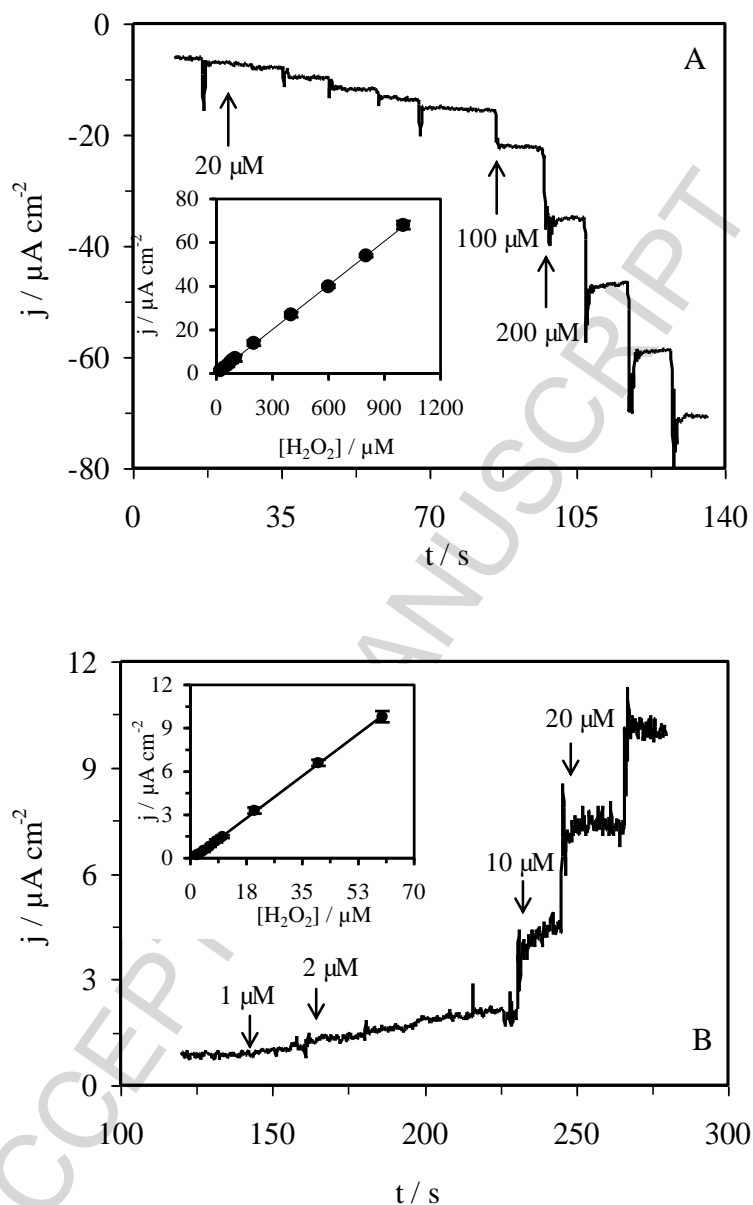 0
-20
-40
-60
-80
j / µA cm-2
0 35 70 105 140
t / s
A
20 µM
100 µM
200 µM
80
60
40
20
0
j / µA cm-2
0 300 600 900 1200
[H2O2] / µM
12
9
6
3
0
j / µA cm-2
100 150 200 250 300
t / s
B
1 µM
2 µM
10 µM
20 µM
12
9
6
3
0
j / µA cm-2
0 18 35 53 70
[H2O2] / µM
CCEPT ANUSCRIPT